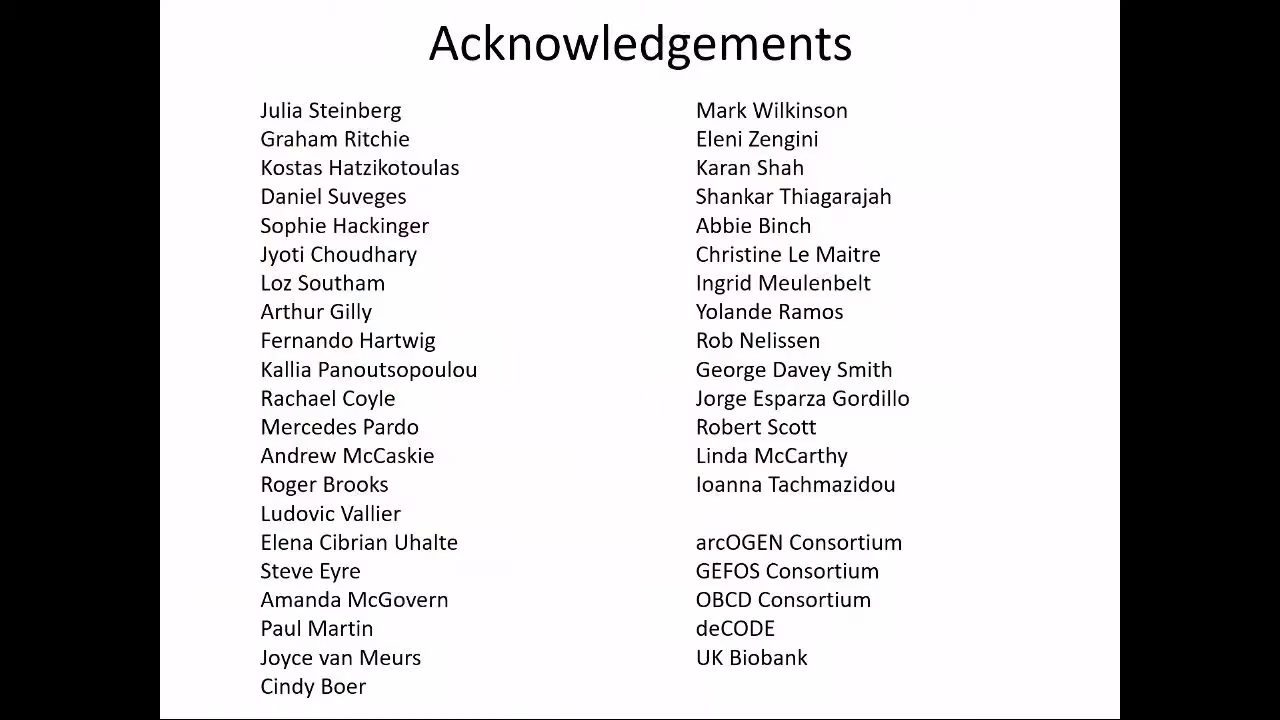 Acknowledgements
Julia Steinberg
Graham Ritchie
Kostas Hatzikotoulas
Daniel Suveges
Sophie Hackinger
Jyoti Choudhary
Loz Southam
Arthur Gilly
Fernando Hartwig
Kallia Panoutsopoulou
Rachael Coyle
Mercedes Pardo
Andrew McCaskie
Roger Brooks
Ludovic Vallier
Elena Cibrian Uhalte
Steve Eyre
Amanda McGovern
Paul Martin
Joyce van Meurs
Cindy Boer
Mark Wilkinson
Eleni Zengini
Karan Shah
Shankar Thiagarajah
Abbie Binch
Christine Le Maitre
Ingrid Meulenbelt
Yolande Ramos
Rob Nelissen
George Davey Smith
Jorge Esparza Gordillo
Robert Scott
Linda McCarthy
Ioanna Tachmazidou
arcOGEN Consortium
GEFOS Consortium
OBCD Consortium
deCODE
UK Biobank